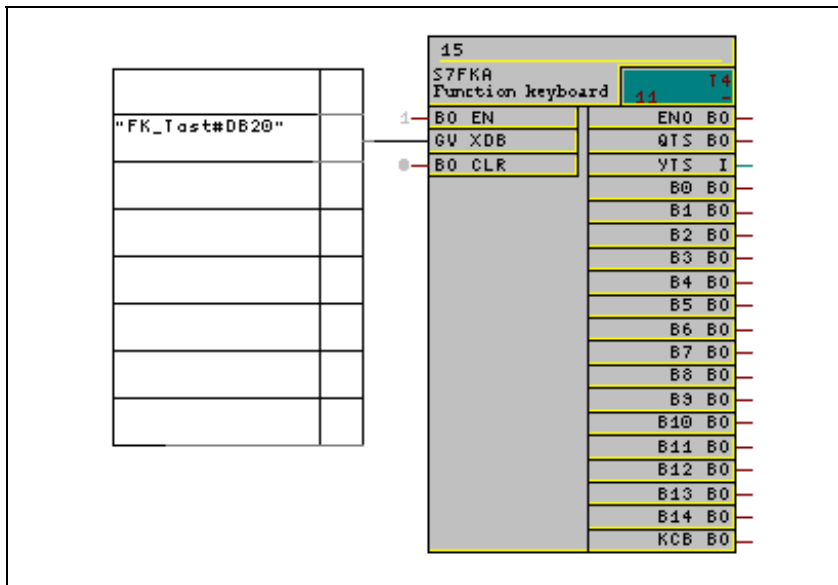 15
S7FKA
Function keyboard
T4
11 -
"FK_Tast#DB20"
1 BO EN
ENO BO
GV XDB
QTS BO
0 BO CLR
YTS I
B0 BO
B1 BO
B2 BO
B3 BO
B4 BO
B5 BO
B6 BO
B7 BO
B8 BO
B9 BO
B10 BO
B11 BO
B12 BO
B13 BO
B14 BO
KCB BO